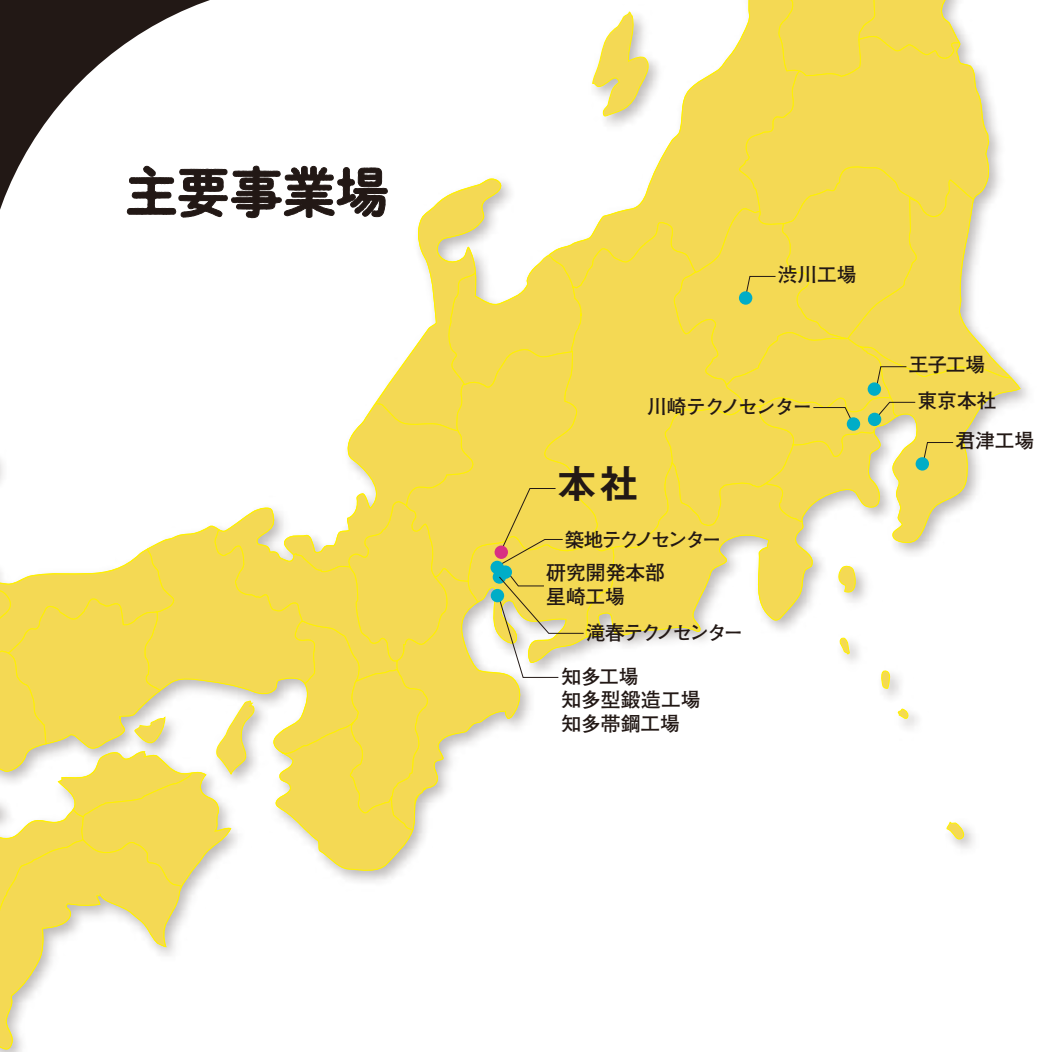 主要事業場
渋川工場
王子工場
川崎テクノセンター
東京本社
君津工場
本社
築地テクノセンター
研究開発本部
星崎工場
滝春テクノセンター
知多工場
知多型鍛造工場
知多帯鋼工場